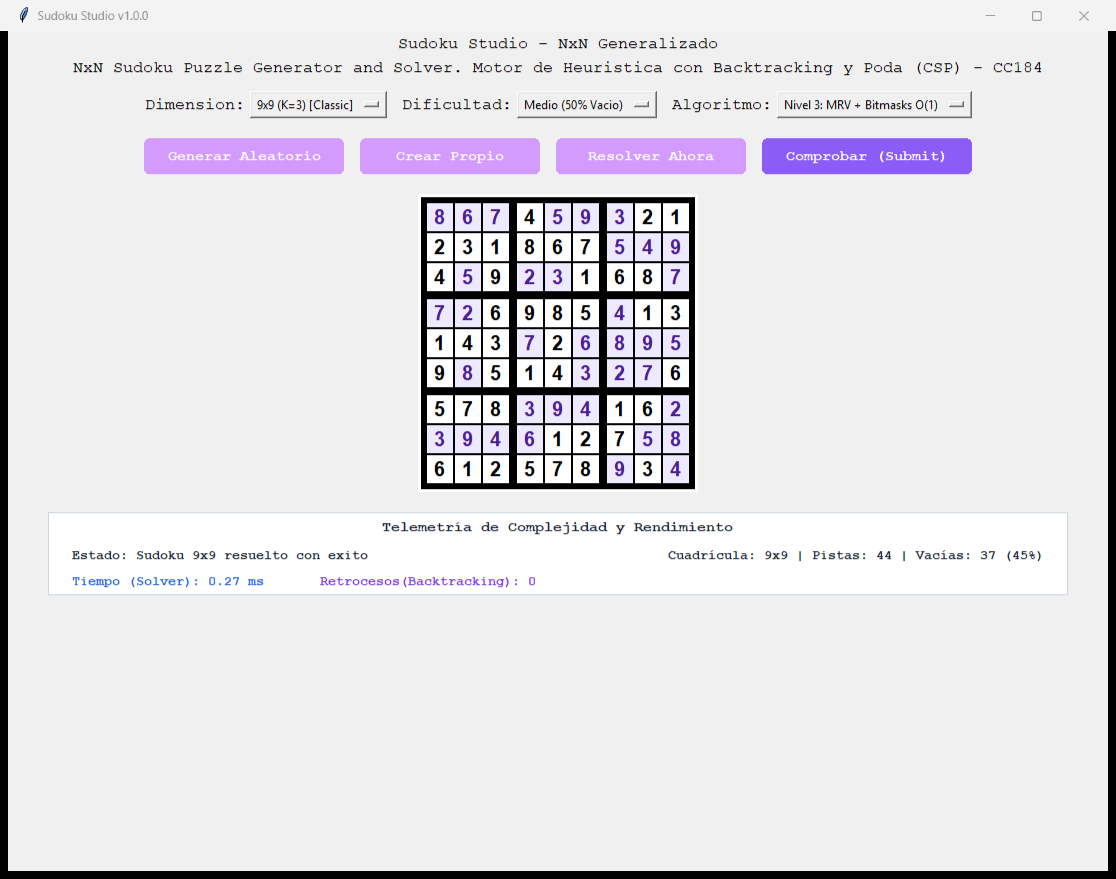 Sudoku Studio v1.0.0
Sudoku Studio - NxN Generalizado
NxN Sudoku Puzzle Generator and Solver. Motor de Heuristica con Backtracking y Poda (CSP) - CC184
Dimension: 9x9 (K=3) [Classic] Dificultad: Medio (50% Vacio) Algoritmo: Nivel 3: MRV + Bitmasks O(1)
Generar Aleatorio Crear Propio Resolver Ahora Comprobar (Submit)
8 6 7 4 5 9 3 2 1
2 3 1 8 6 7 5 4 9
4 5 9 2 3 1 6 8 7
7 2 6 9 8 5 4 1 3
1 4 3 7 2 6 8 9 5
9 8 5 1 4 3 2 7 6
5 7 8 3 9 4 1 6 2
3 9 4 6 1 2 7 5 8
6 1 2 5 7 8 9 3 4
Telemetría de Complejidad y Rendimiento
Estado: Sudoku 9x9 resuelto con exito Cuadrícula: 9x9 | Pistas: 44 | Vacías: 37 (45%)
Tiempo (Solver): 0.27 ms Retrocesos(Backtracking): 0